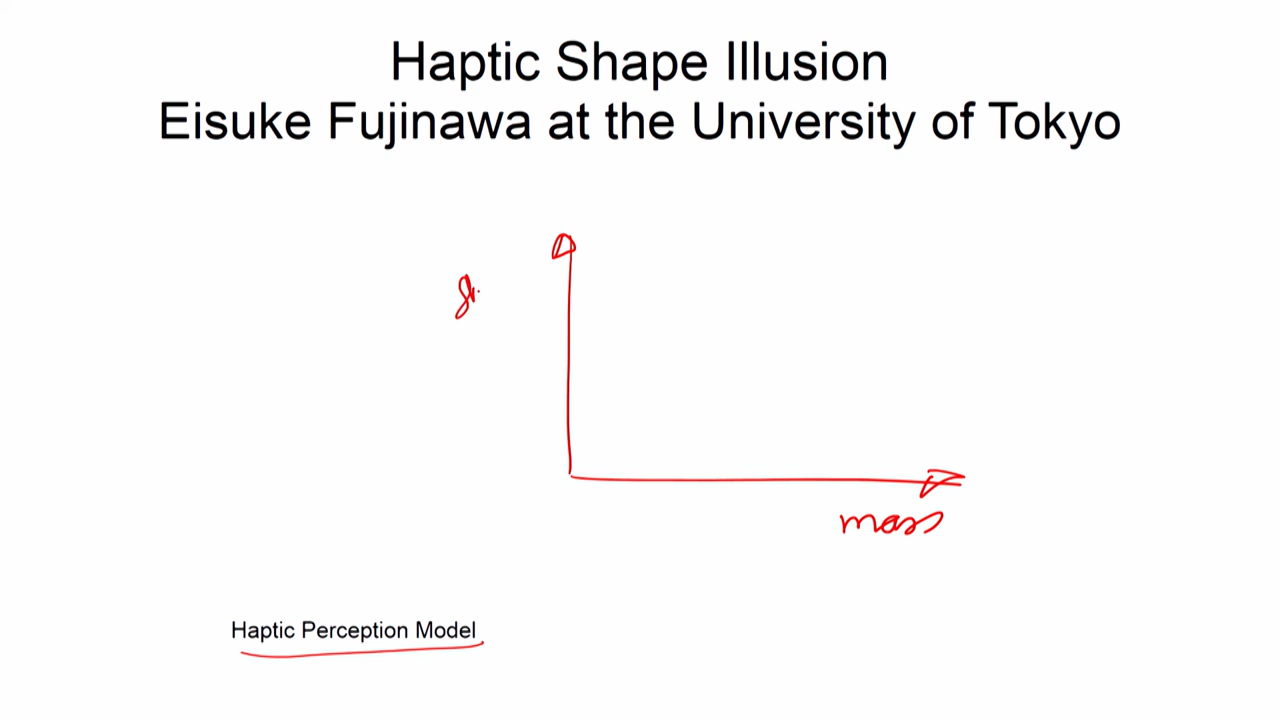 Haptic Shape Illusion
Eisuke Fujinawa at the University of Tokyo
mass
Haptic Perception Model